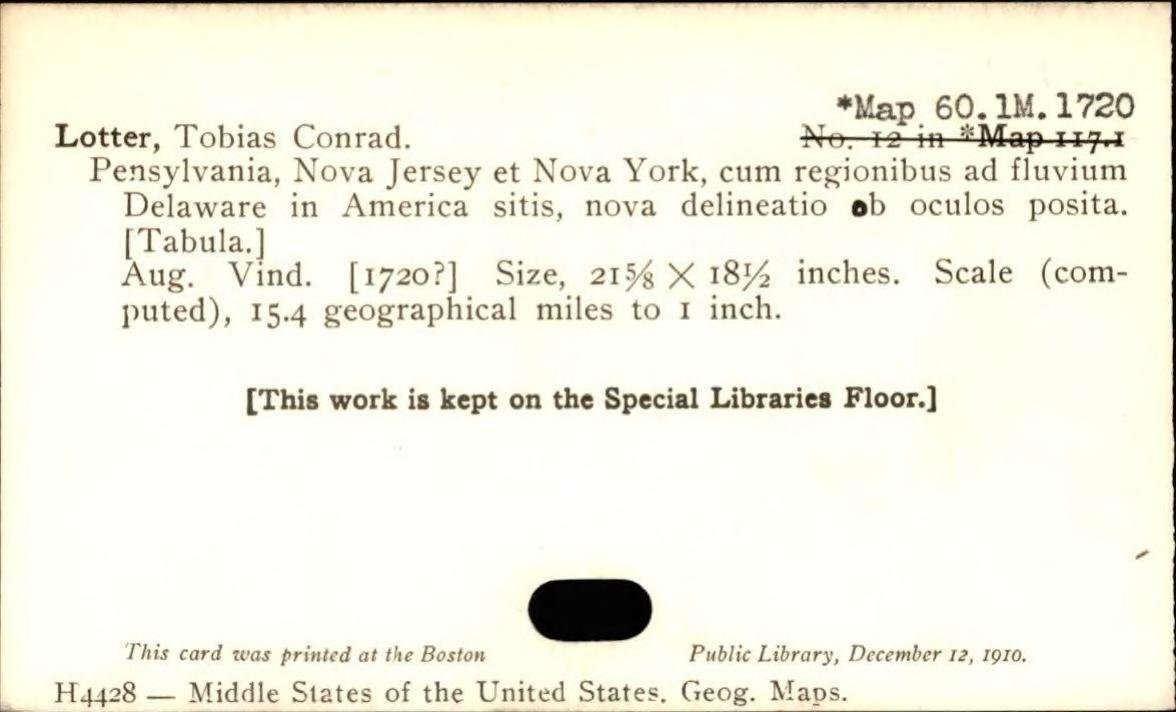 *Map 60.1M.1720
Lotter, Tobias Conrad. No. 12 in *Map 117.1
Pensylvania, Nova Jersey et Nova York, cum regionibus ad fluvium
Delaware in America sitis, nova delineatio ob oculos posita.
[Tabula.]
Aug. Vind. [1720?] Size, 21⅝ X 18½ inches. Scale (com-
puted), 15.4 geographical miles to 1 inch.
[This work is kept on the Special Libraries Floor.]
This card was printed at the Boston Public Library, December 12, 1910.
H4428 — Middle States of the United States. Geog. Maps.